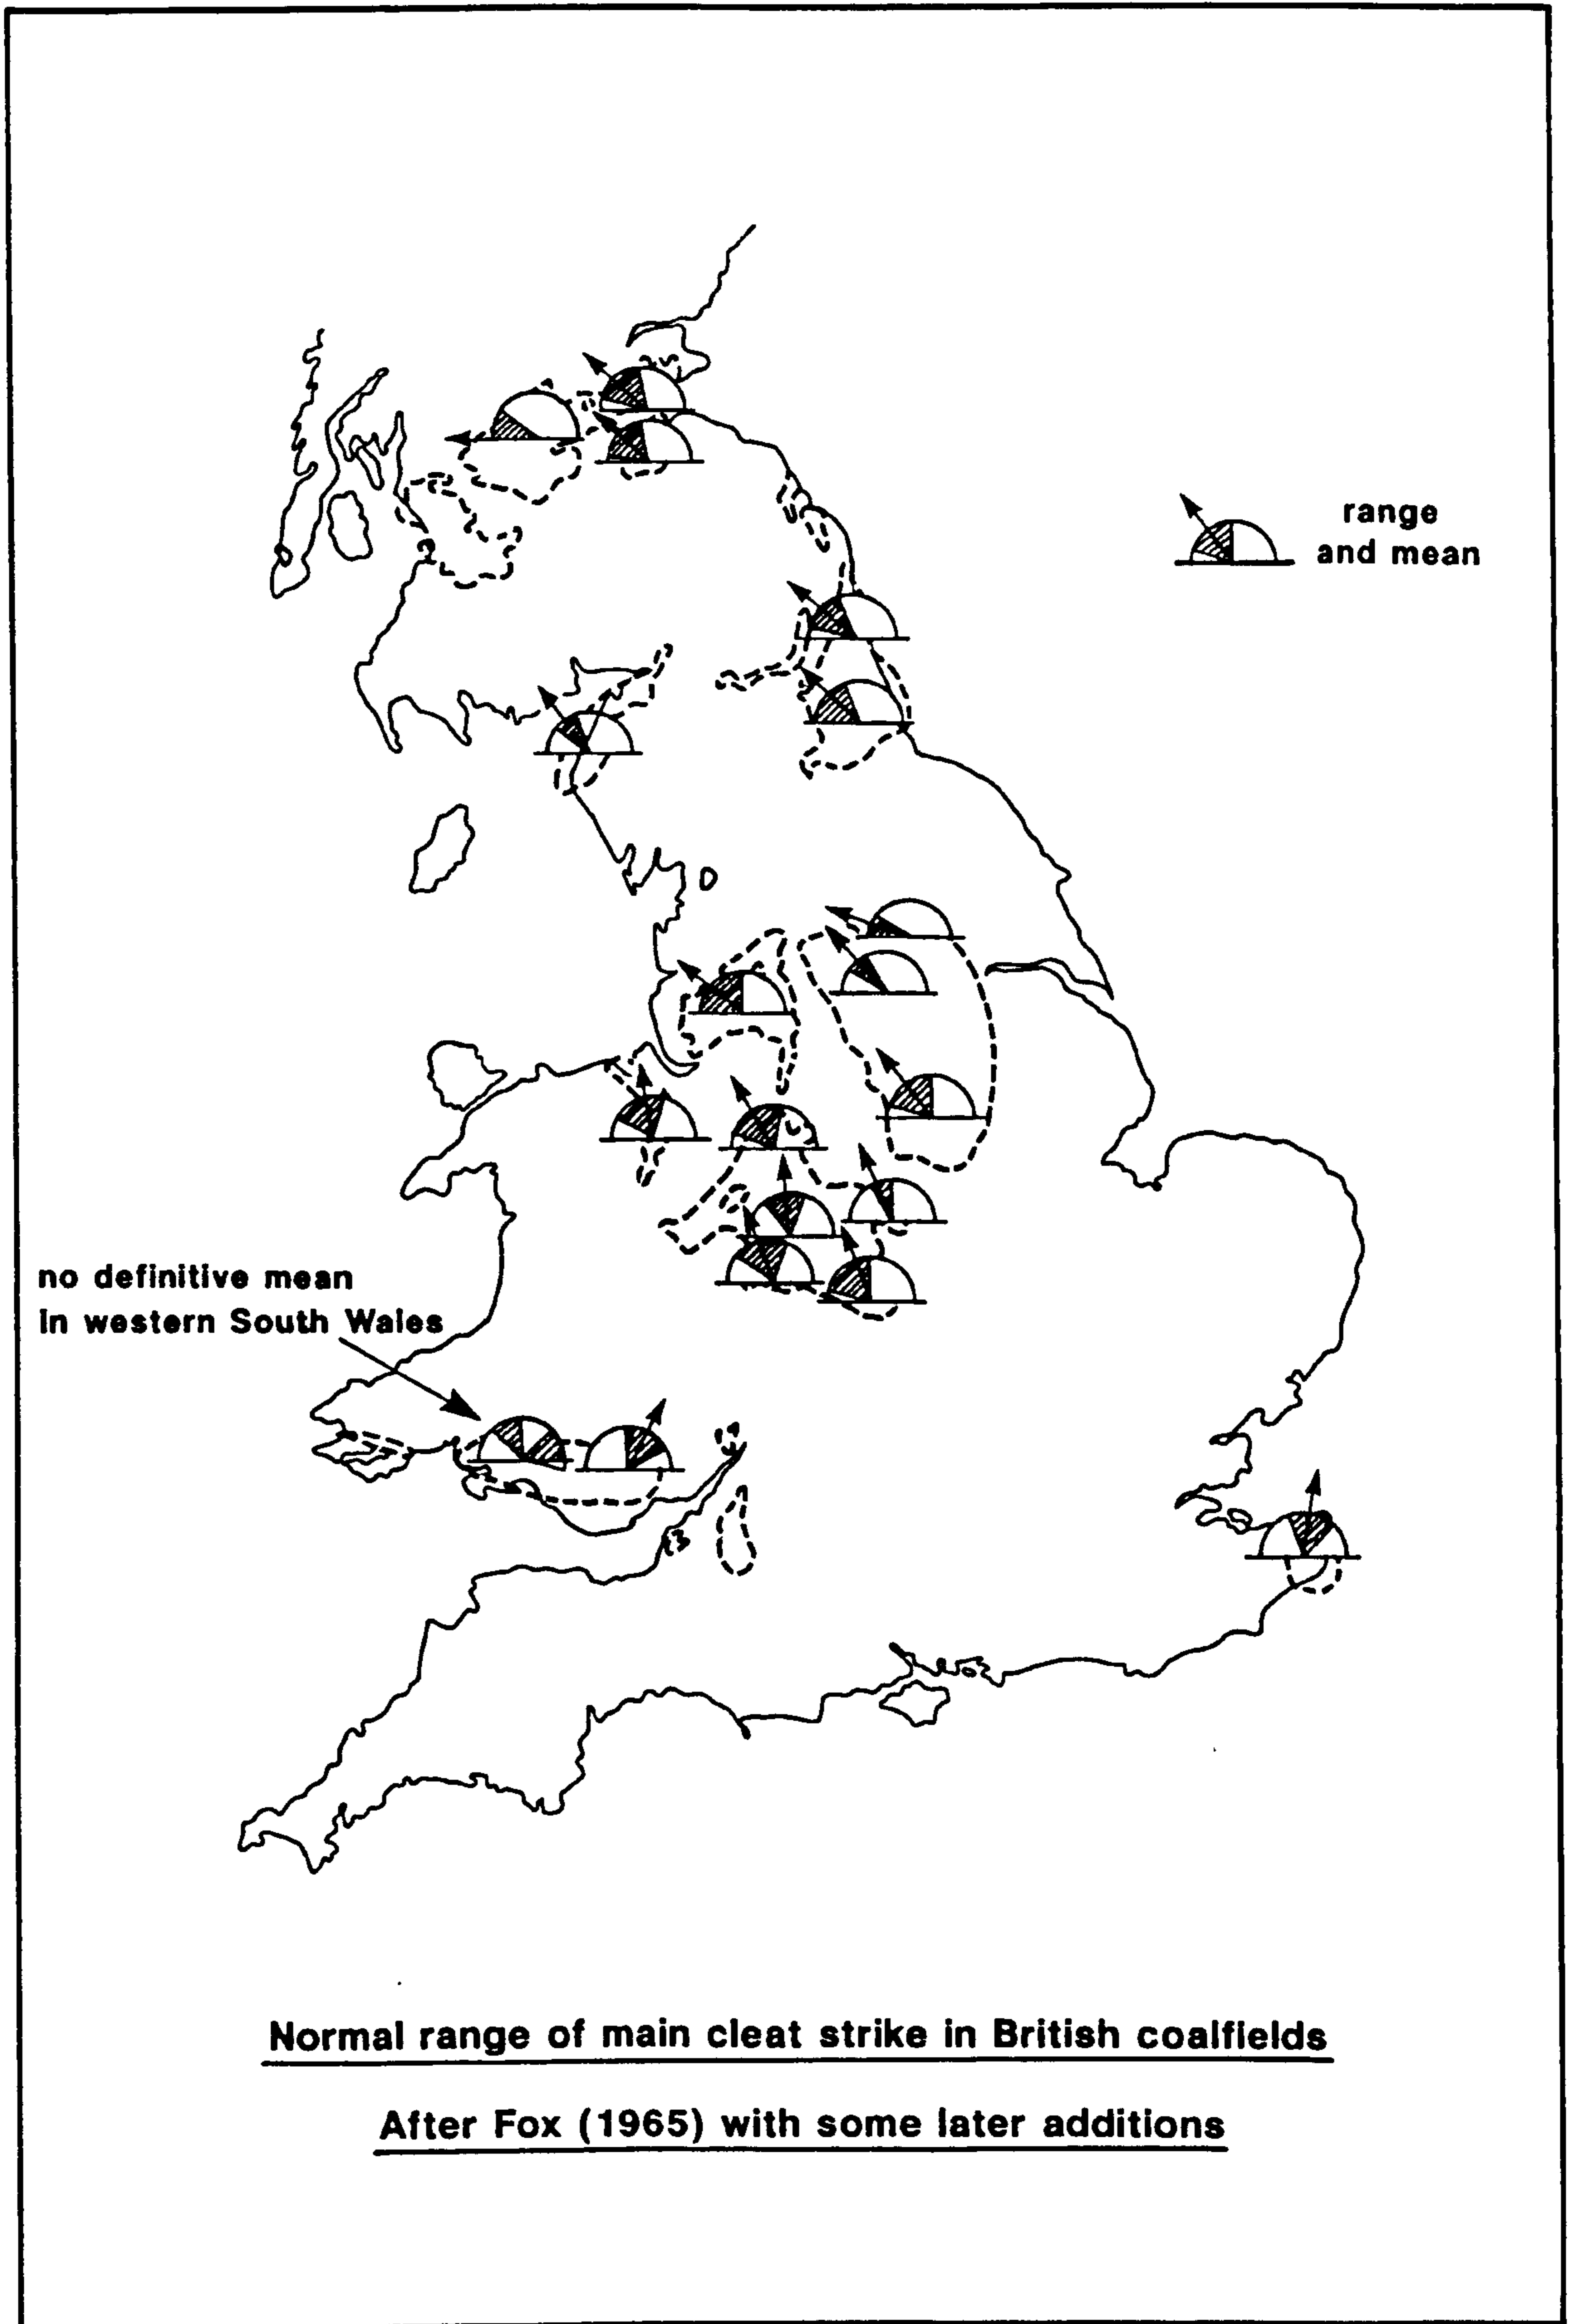 range
and mean
no definitive mean
In western South Wales
Normal range of main cleat strike in British coalfields
After Fox (1965) with some later additions